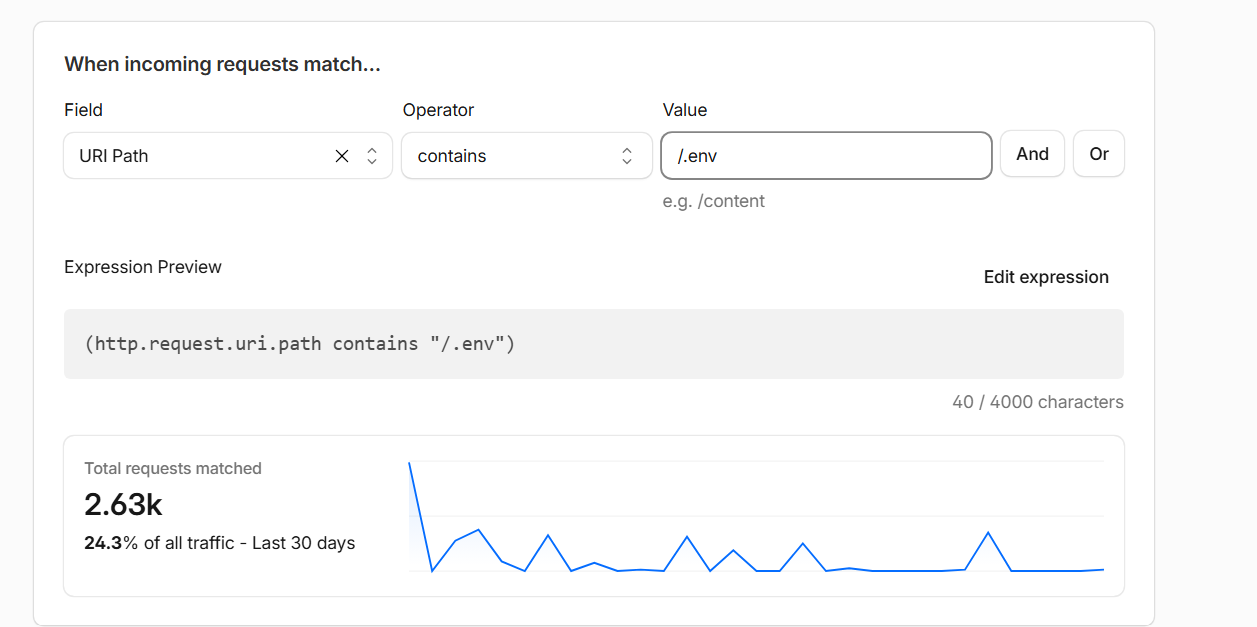 When incoming requests match...
Field Operator Value
URI Path contains /.env And Or
e.g. /content
Expression Preview
Edit expression
(http.request.uri.path contains "/.env")
40 / 4000 characters
Total requests matched
2.63k
24.3% of all traffic - Last 30 days